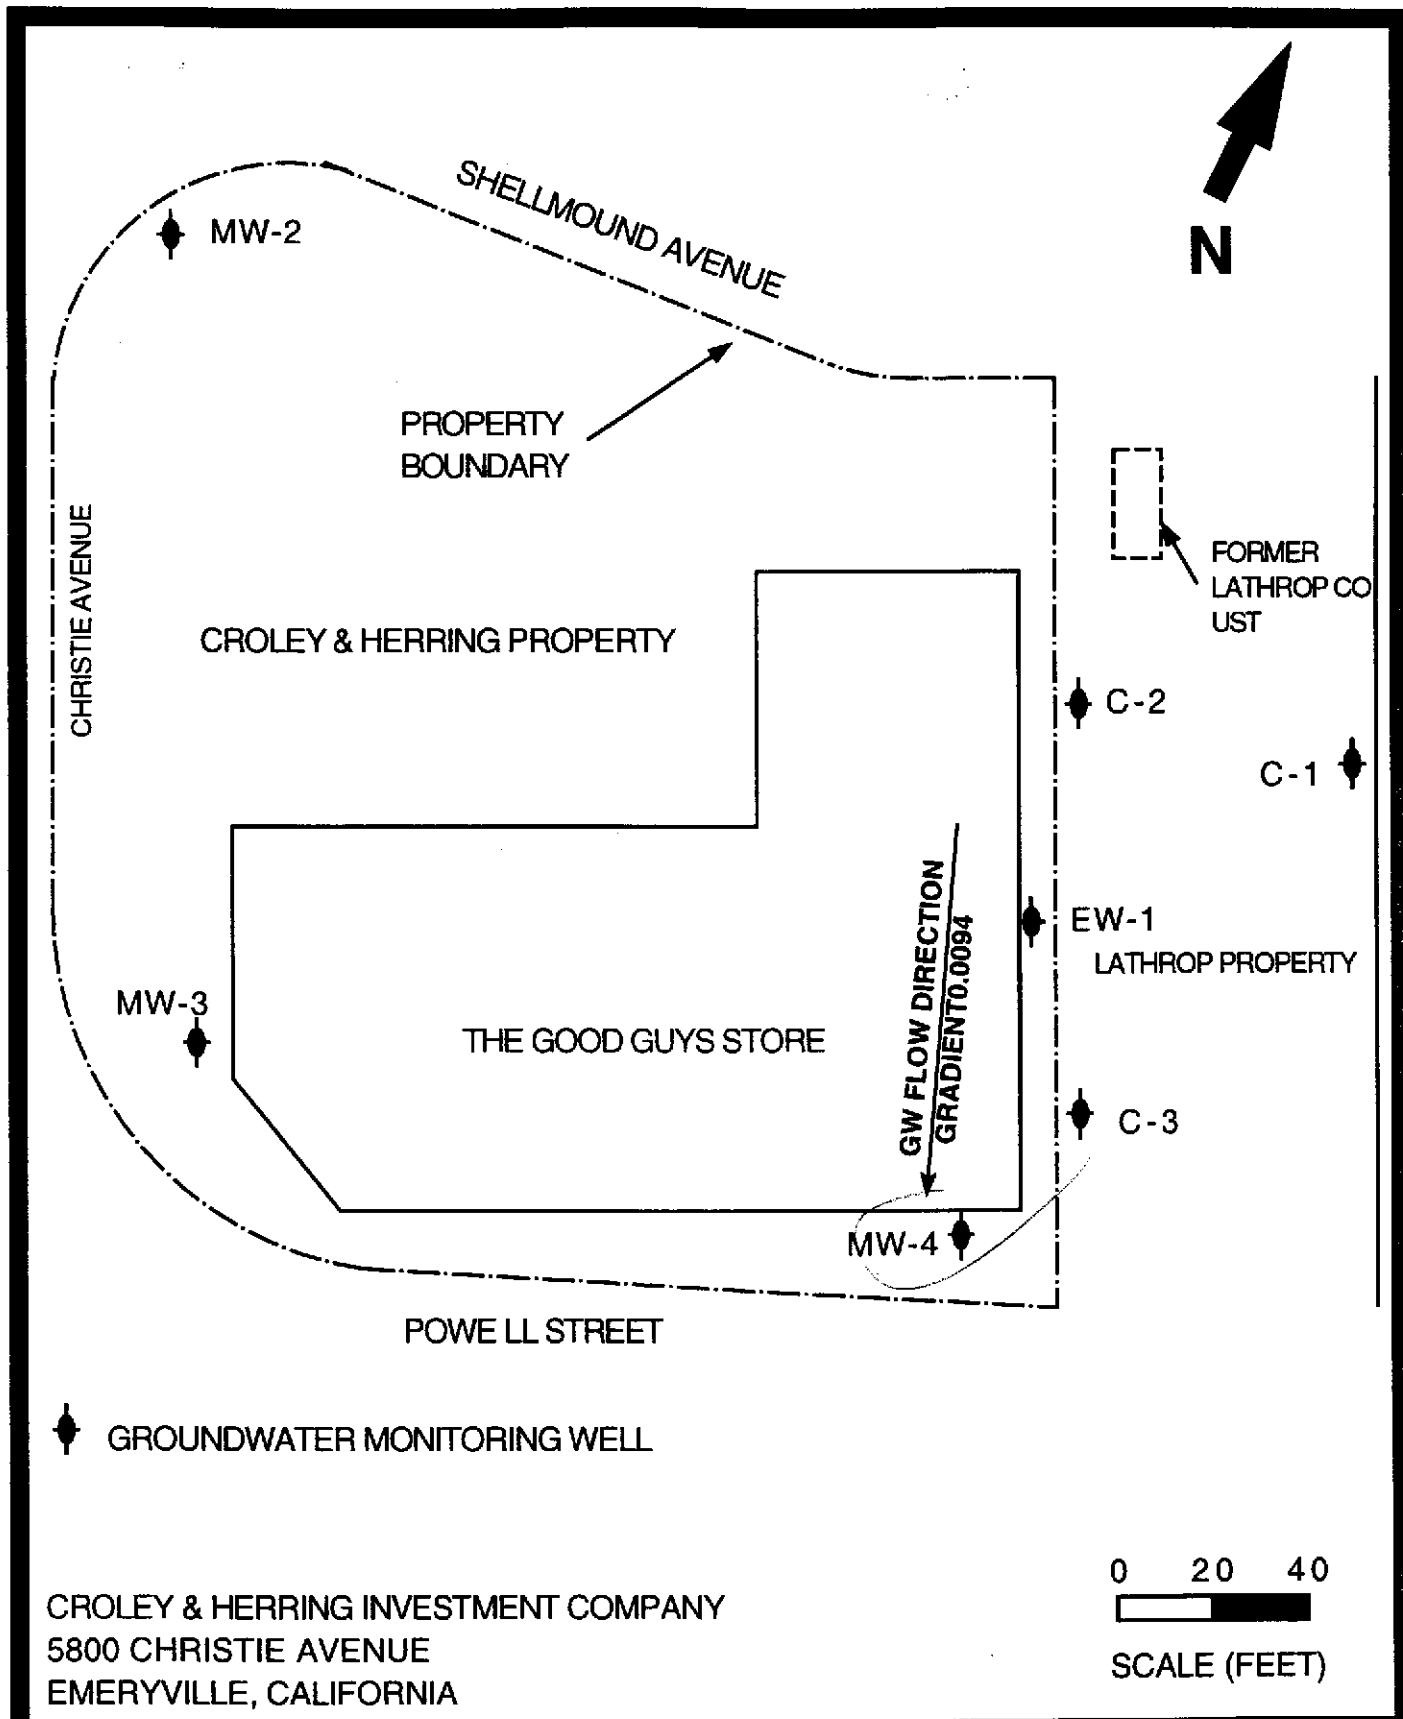 SHELLMOUND AVENUE
N
MW-2
PROPERTY
BOUNDARY
CHRISTIE AVENUE
FORMER
LATHROP CO
UST
CROLEY & HERRING PROPERTY
C-2
C-1
GW FLOW DIRECTION
GRADIENT0.0094
EW-1
LATHROP PROPERTY
MW-3
THE GOOD GUYS STORE
C-3
MW-4
POWE LL STREET
GROUNDWATER MONITORING WELL
0 20 40
SCALE (FEET)
CROLEY & HERRING INVESTMENT COMPANY
5800 CHRISTIE AVENUE
EMERYVILLE, CALIFORNIA